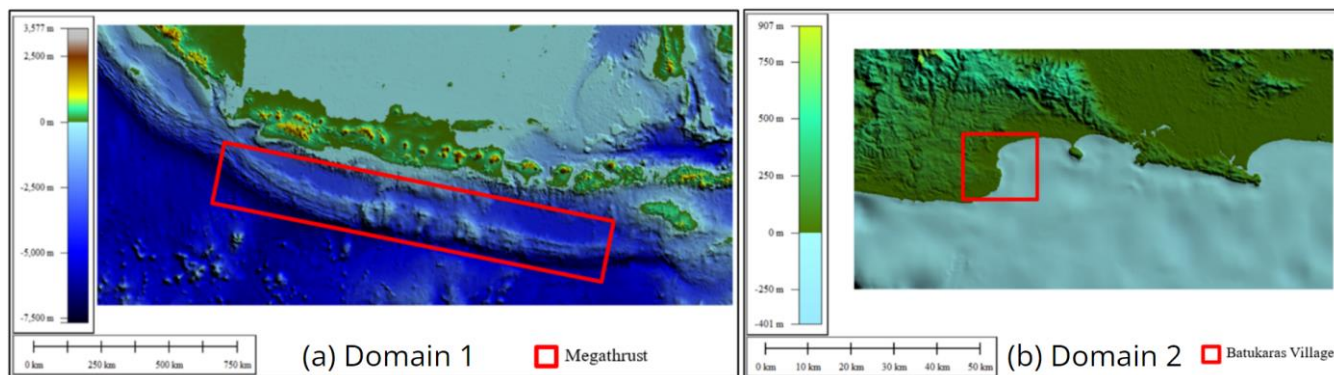 3,577 m
2,500 m
0 m
-2,500 m
-5,000 m
-7,500 m
0 km 250 km 500 km 750 km
(a) Domain 1
Megathrust
907 m
750 m
500 m
250 m
0 m
-250 m
-401 m
0 km 10 km 20 km 30 km 40 km 50 km
(b) Domain 2
Batukaras Village